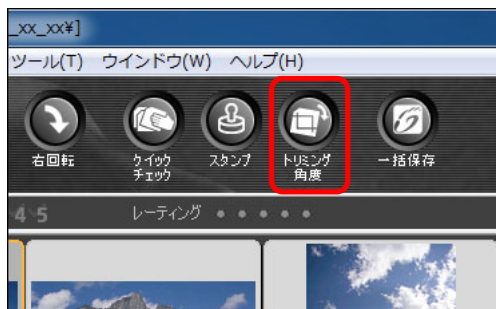 _xx_xx¥]
ツール(T) ウインドウ(W) ヘルプ(H)
右回転
クイック
チェック
スタンプ
トリミング
角度
一括保存
4 5
レーティング